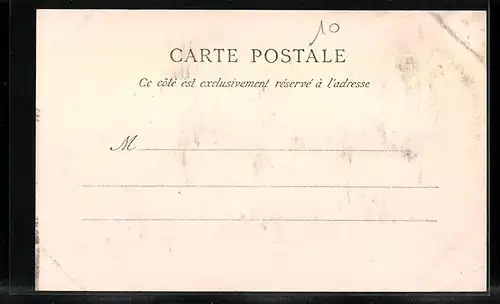 10
CARTE POSTALE
Ce côté est exclusivement réservé à l'adresse
M